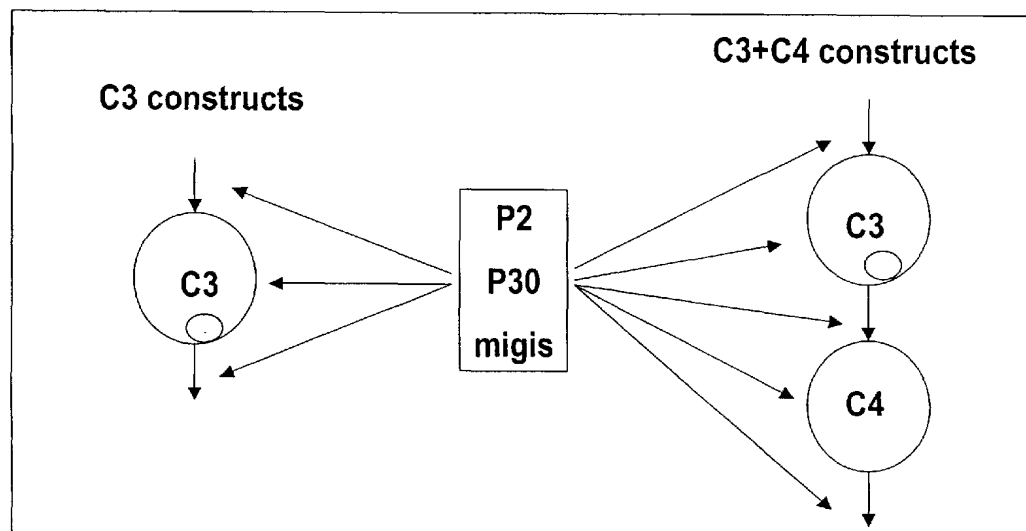 C3+C4 constructs
C3 constructs
P2
P30
migis
C3
C3
C4